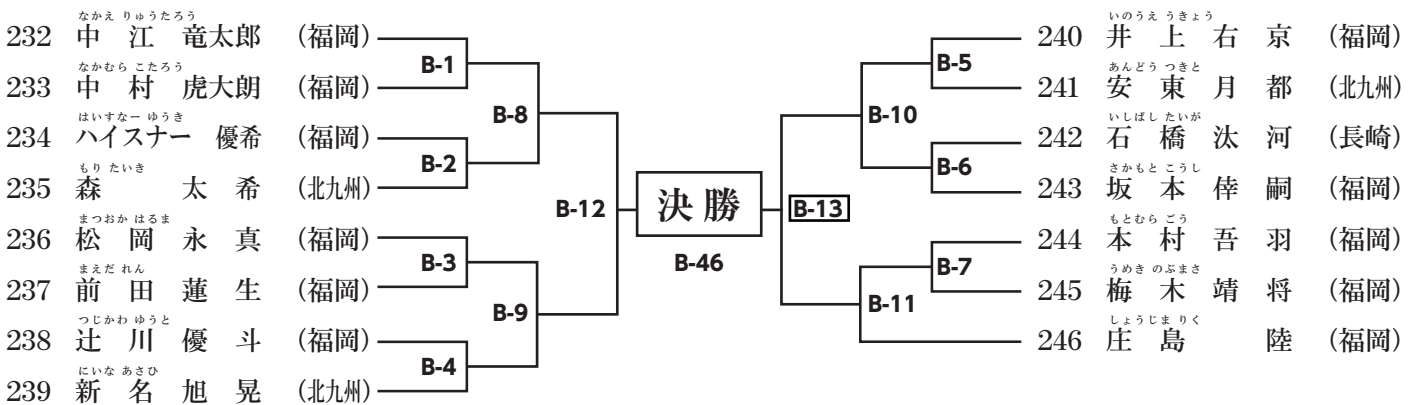 なかえ りゅうたろう
232 中江 竜太郎 (福岡)
なかむら こたろう
233 中村 虎大朗 (福岡)
はいすなー ゆうき
234 ハイスナー 優希 (福岡)
もり たいき
235 森 太希 (北九州)
まつおか はるま
236 松岡 永真 (福岡)
まえだ れん
237 前田 蓮生 (福岡)
つじかわ ゆうと
238 辻川 優斗 (福岡)
にいな あさひ
239 新名 旭晃 (北九州)
B-1
B-2
B-3
B-4
B-8
B-9
B-12
決勝
B-46
B-13
B-10
B-11
B-5
B-6
B-7
いのうえ うきょう
240 井上 右京 (福岡)
あんどう つきと
241 安東 月都 (北九州)
いしばし たいが
242 石橋 汰河 (長崎)
さかもと こうし
243 坂本 倖嗣 (福岡)
もとむら ごう
244 本村 吾羽 (福岡)
うめき のぶまさ
245 梅木 靖将 (福岡)
しょうじま りく
246 庄島 陸 (福岡)